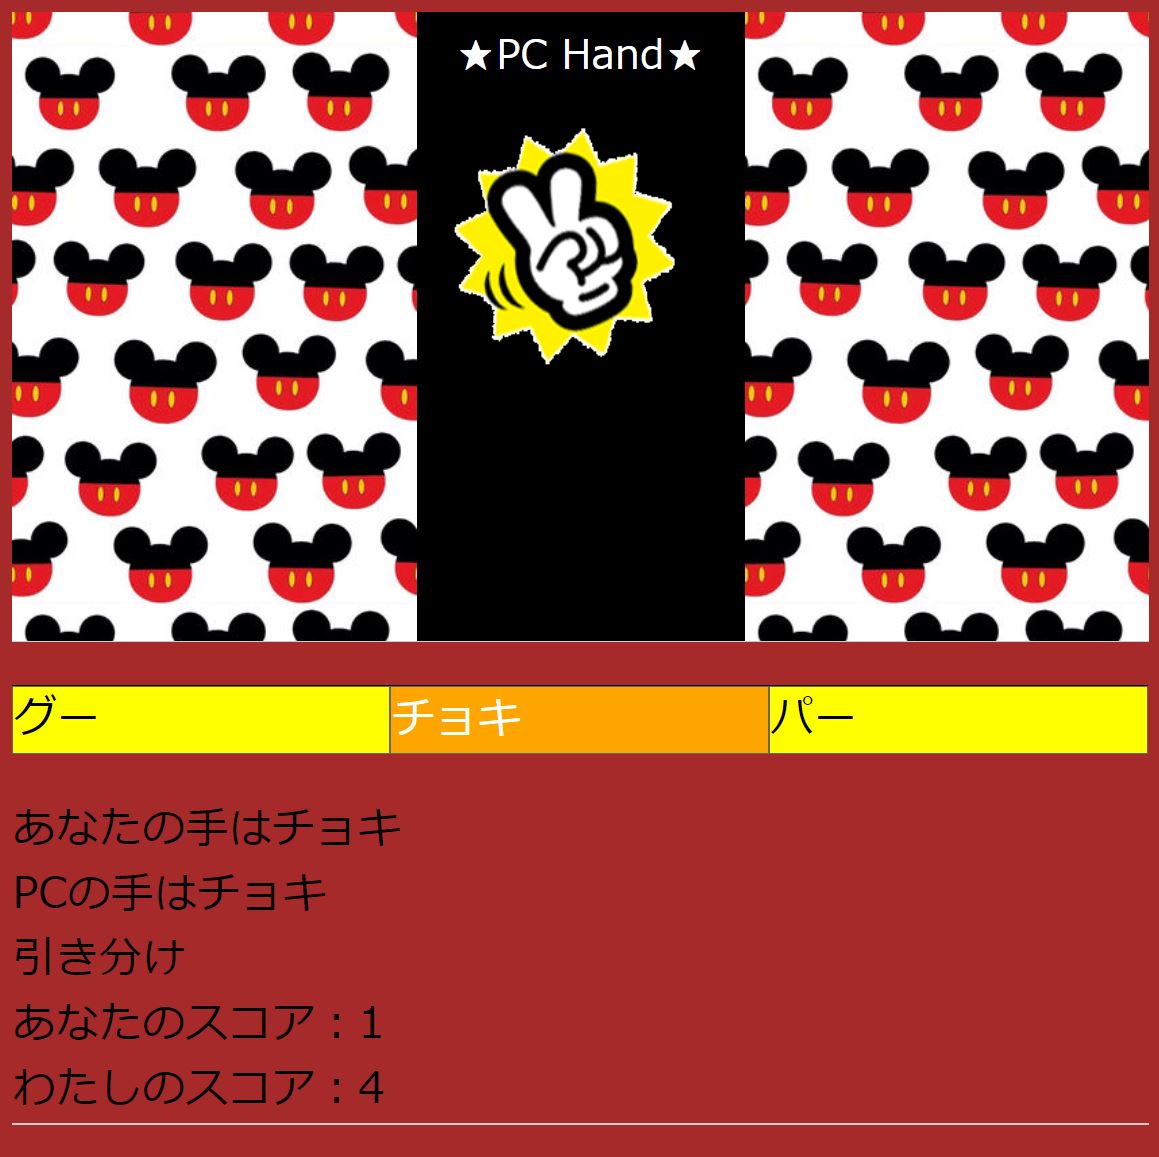 ★PC Hand★
グー
チョキ
パー
あなたの手はチョキ
PCの手はチョキ
引き分け
あなたのスコア：1
わたしのスコア：4